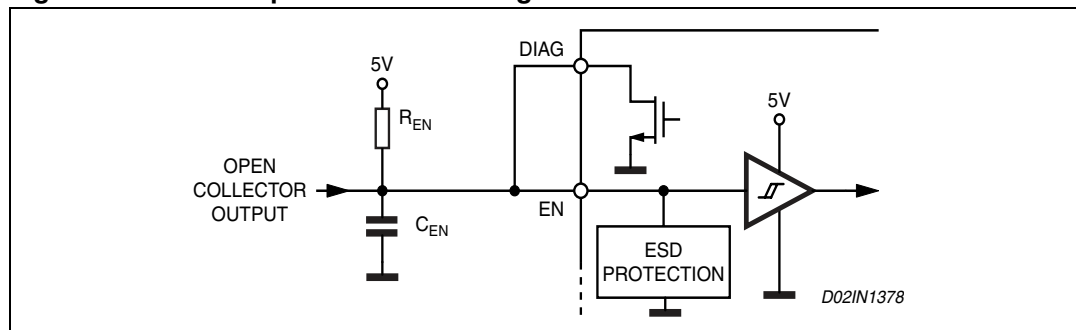 DIAG
5V
R_EN
5V
OPEN
COLLECTOR
OUTPUT
EN
C_EN
ESD
PROTECTION
D02IN1378